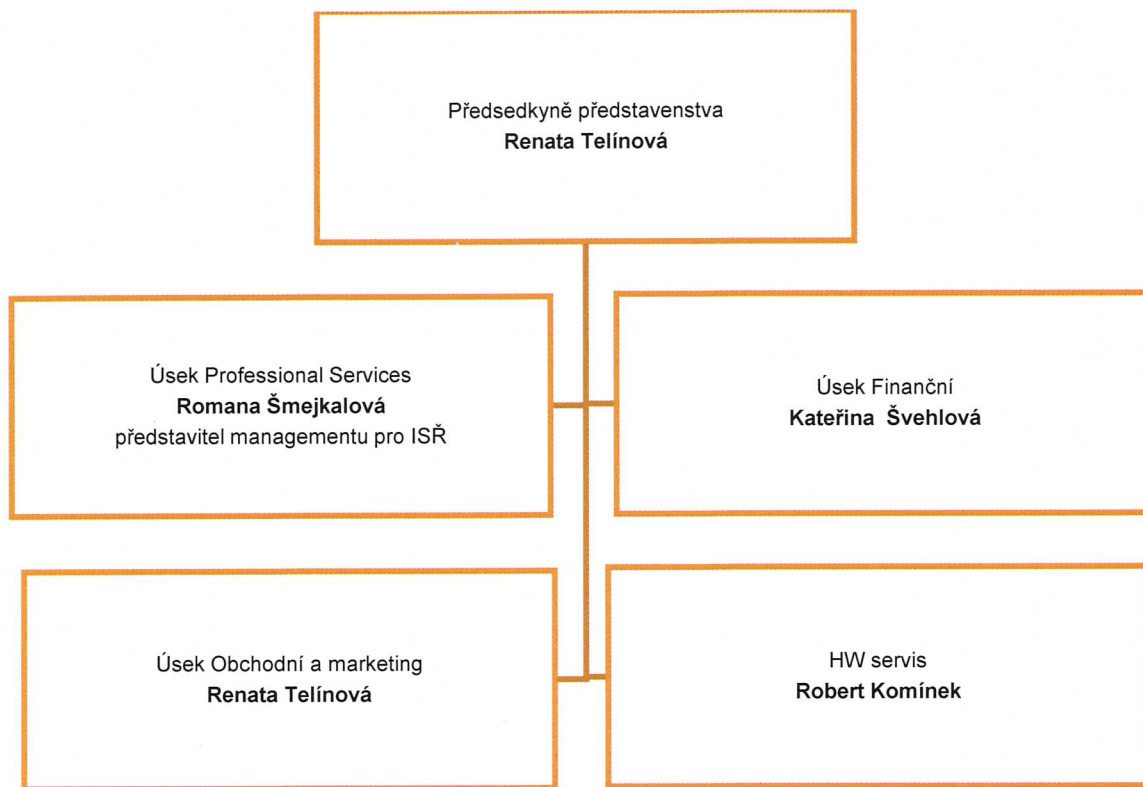 Předsedkyně představenstva
Renata Telínová
Úsek Professional Services
Romana Šmejkalová
představitel managementu pro ISŘ
Úsek Finanční
Kateřina Švehlová
Úsek Obchodní a marketing
Renata Telínová
HW servis
Robert Komínek